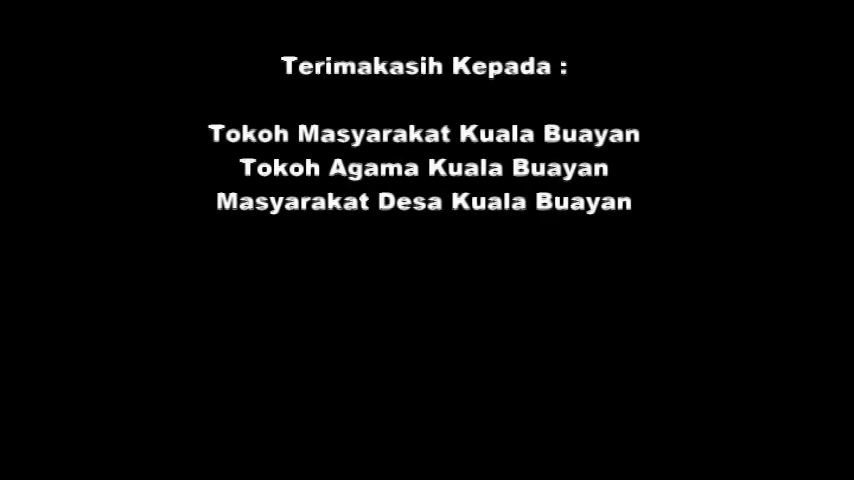 Terimakasih Kepada :
Tokoh Masyarakat Kuala Buayan
Tokoh Agama Kuala Buayan
Masyarakat Desa Kuala Buayan